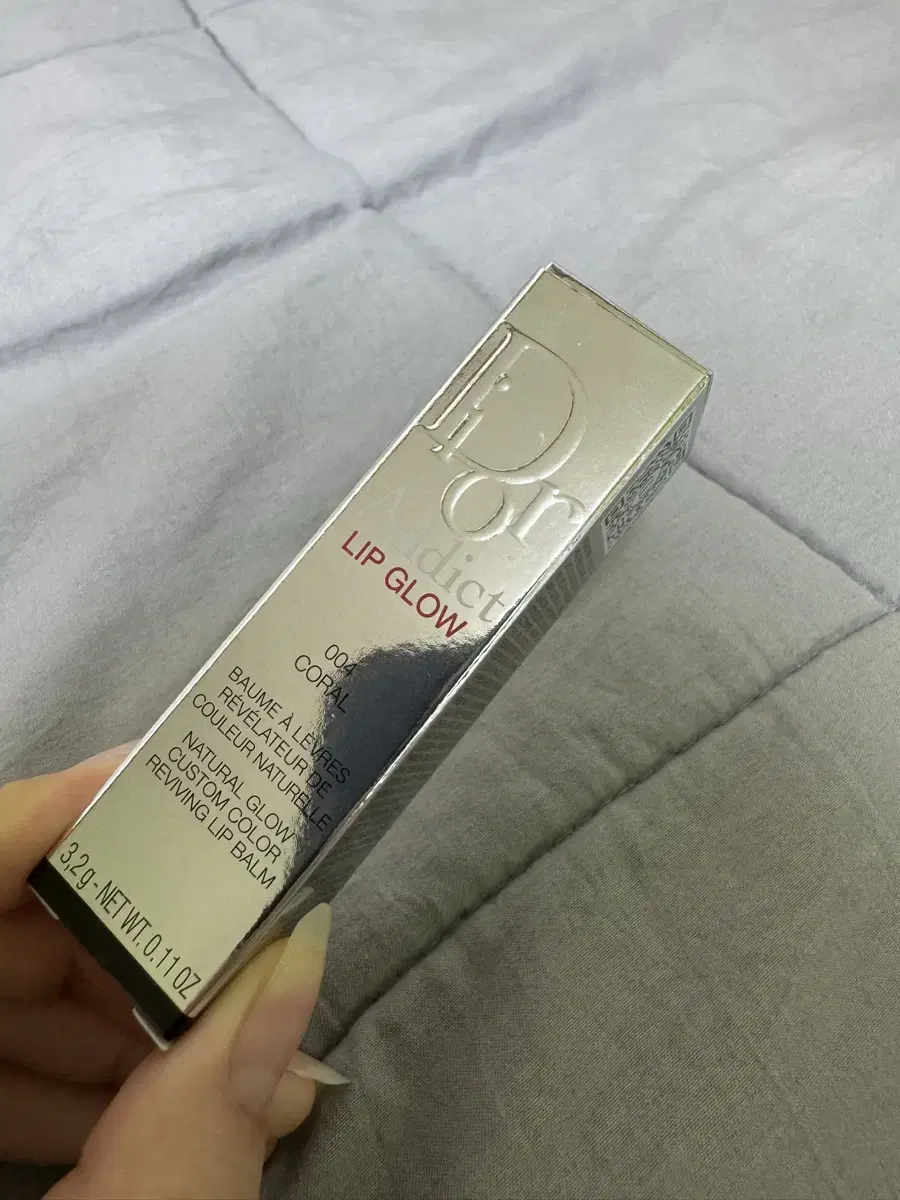 Dior
Addict
LIP GLOW
004
CORAL
BAUME À LÈVRES
RÉVÉLATEUR DE
COULEUR NATURELLE
NATURAL GLOW
CUSTOM COLOR
REVIVING LIP BALM
3,2 g - NET WT. 0.11 OZ